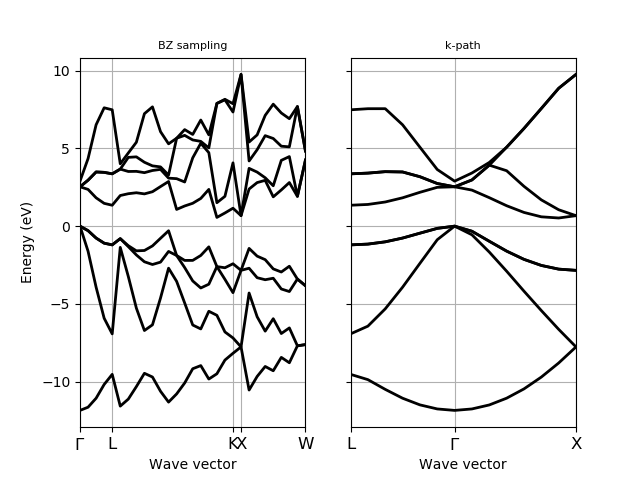 BZ sampling
k-path
Energy (eV)
10
5
0
−5
−10
Γ L K X W
L Γ X
Wave vector
Wave vector